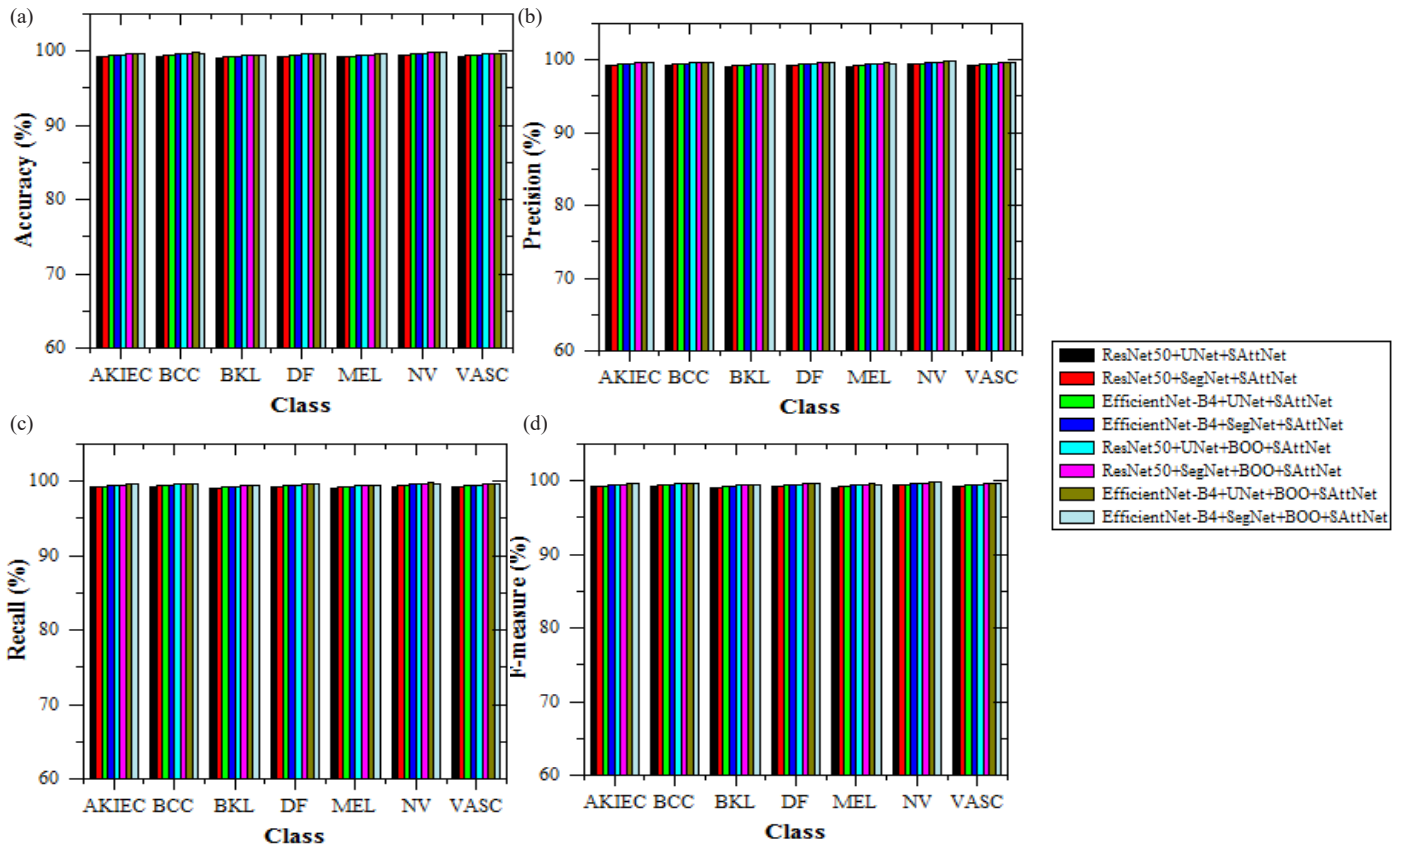 (a)
100
90
80
70
60
Accuracy (%)
AKIEC BCC BKL DF MEL NV VASC
Class
(b)
100
90
80
70
60
Precision (%)
AKIEC BCC BKL DF MEL NV VASC
Class
(c)
100
90
80
70
60
Recall (%)
AKIEC BCC BKL DF MEL NV VASC
Class
(d)
100
90
80
70
60
F-measure (%)
AKIEC BCC BKL DF MEL NV VASC
Class
ResNet50+UNet+SAttNet
ResNet50+SegNet+SAttNet
EfficientNet-B4+UNet+SAttNet
EfficientNet-B4+SegNet+SAttNet
ResNet50+UNet+BOO+SAttNet
ResNet50+SegNet+BOO+SAttNet
EfficientNet-B4+UNet+BOO+SAttNet
EfficientNet-B4+SegNet+BOO+SAttNet